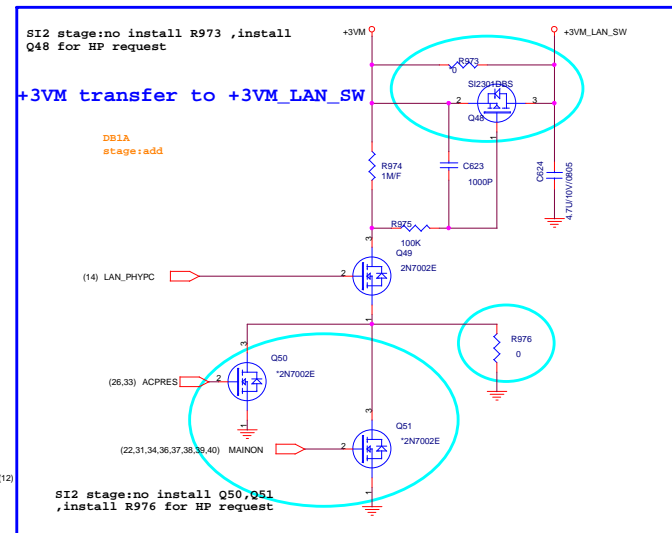 SI2 stage:no install R973 ,install
Q48 for HP request
+3VM
+3VM_LAN_SW
R973
0
SI2301DBS
+3VM transfer to +3VM_LAN_SW
2
3
Q48
1
DB1A
stage:add
R974
1M/F
C623
1000P
C624
4.7U/10V/0805
R975
100K
3
Q49
2N7002E
(14) LAN_PHYPC
2
1
R976
0
3
Q50
*2N7002E
(26,33) ACPRES
2
1
3
Q51
*2N7002E
(22,31,34,36,37,38,39,40) MAINON
2
1
(12)
SI2 stage:no install Q50,Q51
,install R976 for HP request